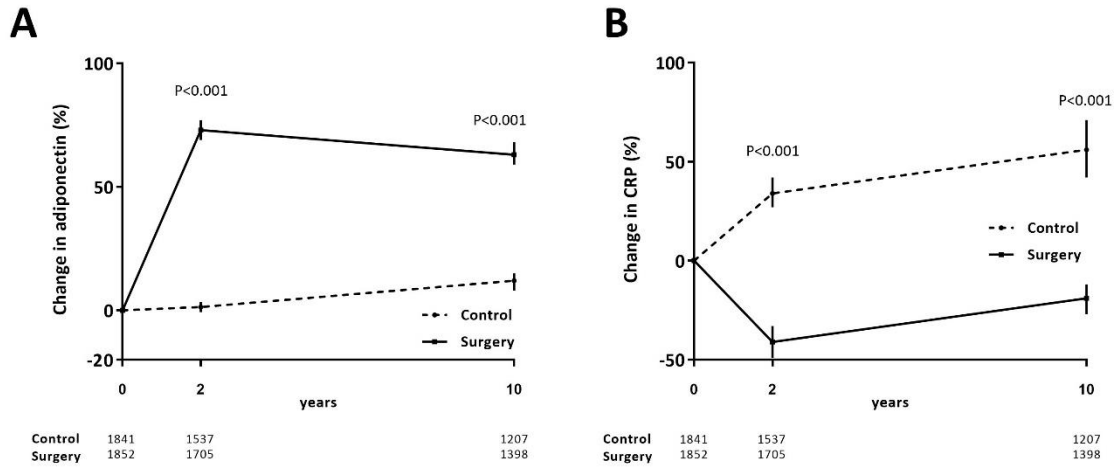 A
Change in adiponectin (%)
100
50
0
-20
P<0.001
P<0.001
Control
Surgery
0 2 10
years
Control 1841 1537 1207
Surgery 1852 1705 1398
B
Change in CRP (%)
100
50
0
-50
P<0.001
P<0.001
Control
Surgery
0 2 10
years
Control 1841 1537 1207
Surgery 1852 1705 1398